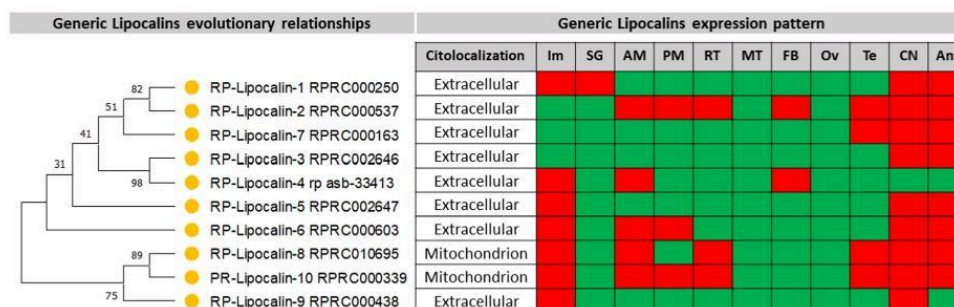 Generic Lipocalins evolutionary relationships
Generic Lipocalins expression pattern
Citolocalization Im SG AM PM RT MT FB Ov Te CN An
82 RP-Lipocalin-1 RPRC000250 Extracellular
51 RP-Lipocalin-2 RPRC000537 Extracellular
41 RP-Lipocalin-7 RPRC000163 Extracellular
31 RP-Lipocalin-3 RPRC002646 Extracellular
98 RP-Lipocalin-4 rp asb-33413 Extracellular
RP-Lipocalin-5 RPRC002647 Extracellular
RP-Lipocalin-6 RPRC000603 Extracellular
89 RP-Lipocalin-8 RPRC010695 Mitochondrion
PR-Lipocalin-10 RPRC000339 Mitochondrion
75 RP-Lipocalin-9 RPRC000438 Extracellular